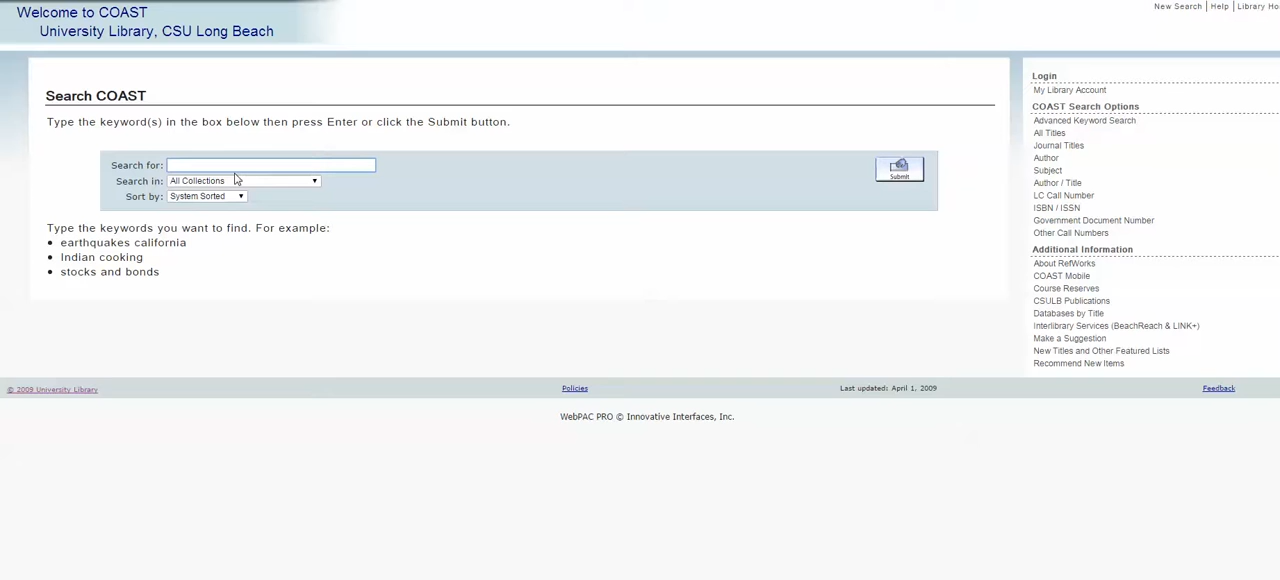 Welcome to COAST
University Library, CSU Long Beach
New Search | Help | Library Ho
Search COAST
Type the keyword(s) in the box below then press Enter or click the Submit button.
Search for:
Search in: All Collections
Sort by: System Sorted
Submit
Type the keywords you want to find. For example:
• earthquakes california
• Indian cooking
• stocks and bonds
Login
My Library Account
COAST Search Options
Advanced Keyword Search
All Titles
Journal Titles
Author
Subject
Author / Title
LC Call Number
ISBN / ISSN
Government Document Number
Other Call Numbers
Additional Information
About RefWorks
COAST Mobile
Course Reserves
CSULB Publications
Databases by Title
Interlibrary Services (BeachReach & LINK+)
Make a Suggestion
New Titles and Other Featured Lists
Recommend New Items
© 2009 University Library
Policies
Last updated: April 1, 2009
Feedback
WebPAC PRO © Innovative Interfaces, Inc.